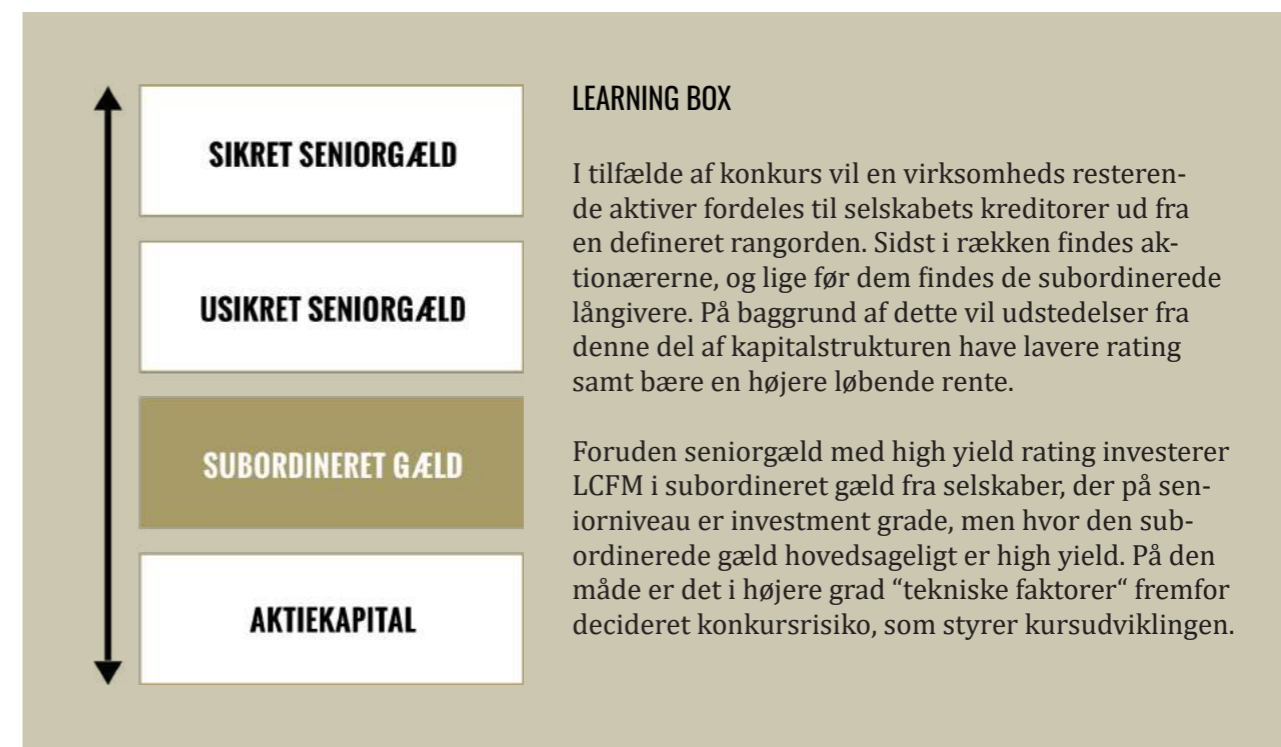 SIKRET SENIORGÆLD
USIKRET SENIORGÆLD
SUBORDINERET GÆLD
AKTIEKAPITAL
LEARNING BOX
I tilfælde af konkurs vil en virksomheds resteren-
de aktiver fordeles til selskabets kreditorer ud fra
en defineret rangorden. Sidst i rækken findes ak-
tionærerne, og lige før dem findes de subordinerede
långivere. På baggrund af dette vil udstedelser fra
denne del af kapitalstrukturen have lavere rating
samt bære en højere løbende rente.
Foruden seniorgæld med high yield rating investerer
LCFM i subordineret gæld fra selskaber, der på sen-
iorniveau er investment grade, men hvor den sub-
ordinerede gæld hovedsageligt er high yield. På den
måde er det i højere grad “tekniske faktorer“ fremfor
decideret konkursrisiko, som styrer kursudviklingen.